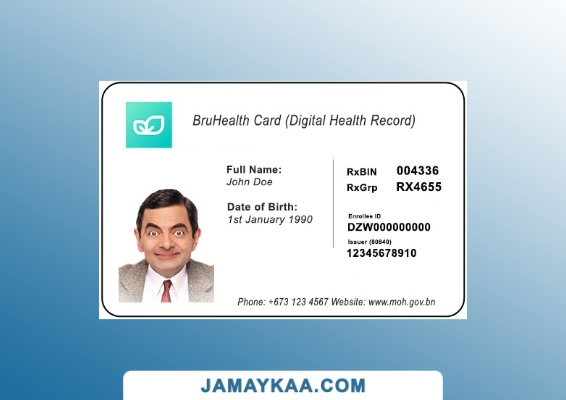 BruHealth Card (Digital Health Record)
Full Name:
John Doe
Date of Birth:
1st January 1990
RxBIN 004336
RxGrp RX4655
Enrollee ID
DZW000000000
Issuer (80840)
12345678910
Phone: +673 123 4567 Website: www.moh.gov.bn
JAMAYKAA.COM